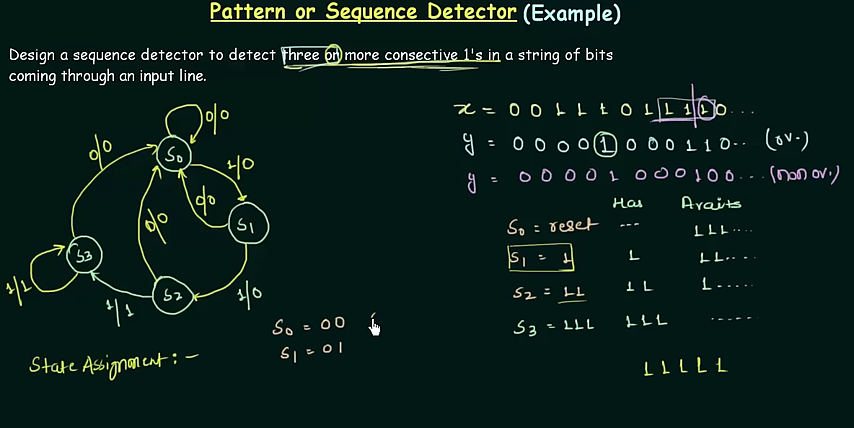 Pattern or Sequence Detector (Example)
Design a sequence detector to detect three or more consective 1's in a string of bits
coming through an input line.
x = 0 0 1 1 1 0 1 1 1 1 0 ...
y = 0 0 0 0 1 0 0 0 1 1 0 .. (ov.)
y = 0 0 0 0 1 0 0 0 1 0 0 ... (non ov.)
Has Awaits
S0 = reset --- 111....
S1 = 1 1 11....
S2 = 11 11 1.....
S3 = 111 111 ......
11111
0/0
S0
0/0
1/0
0/0
0/0
S1
S3
1/1
S2
1/1
1/0
S0 = 00
S1 = 01
State Assignment :-